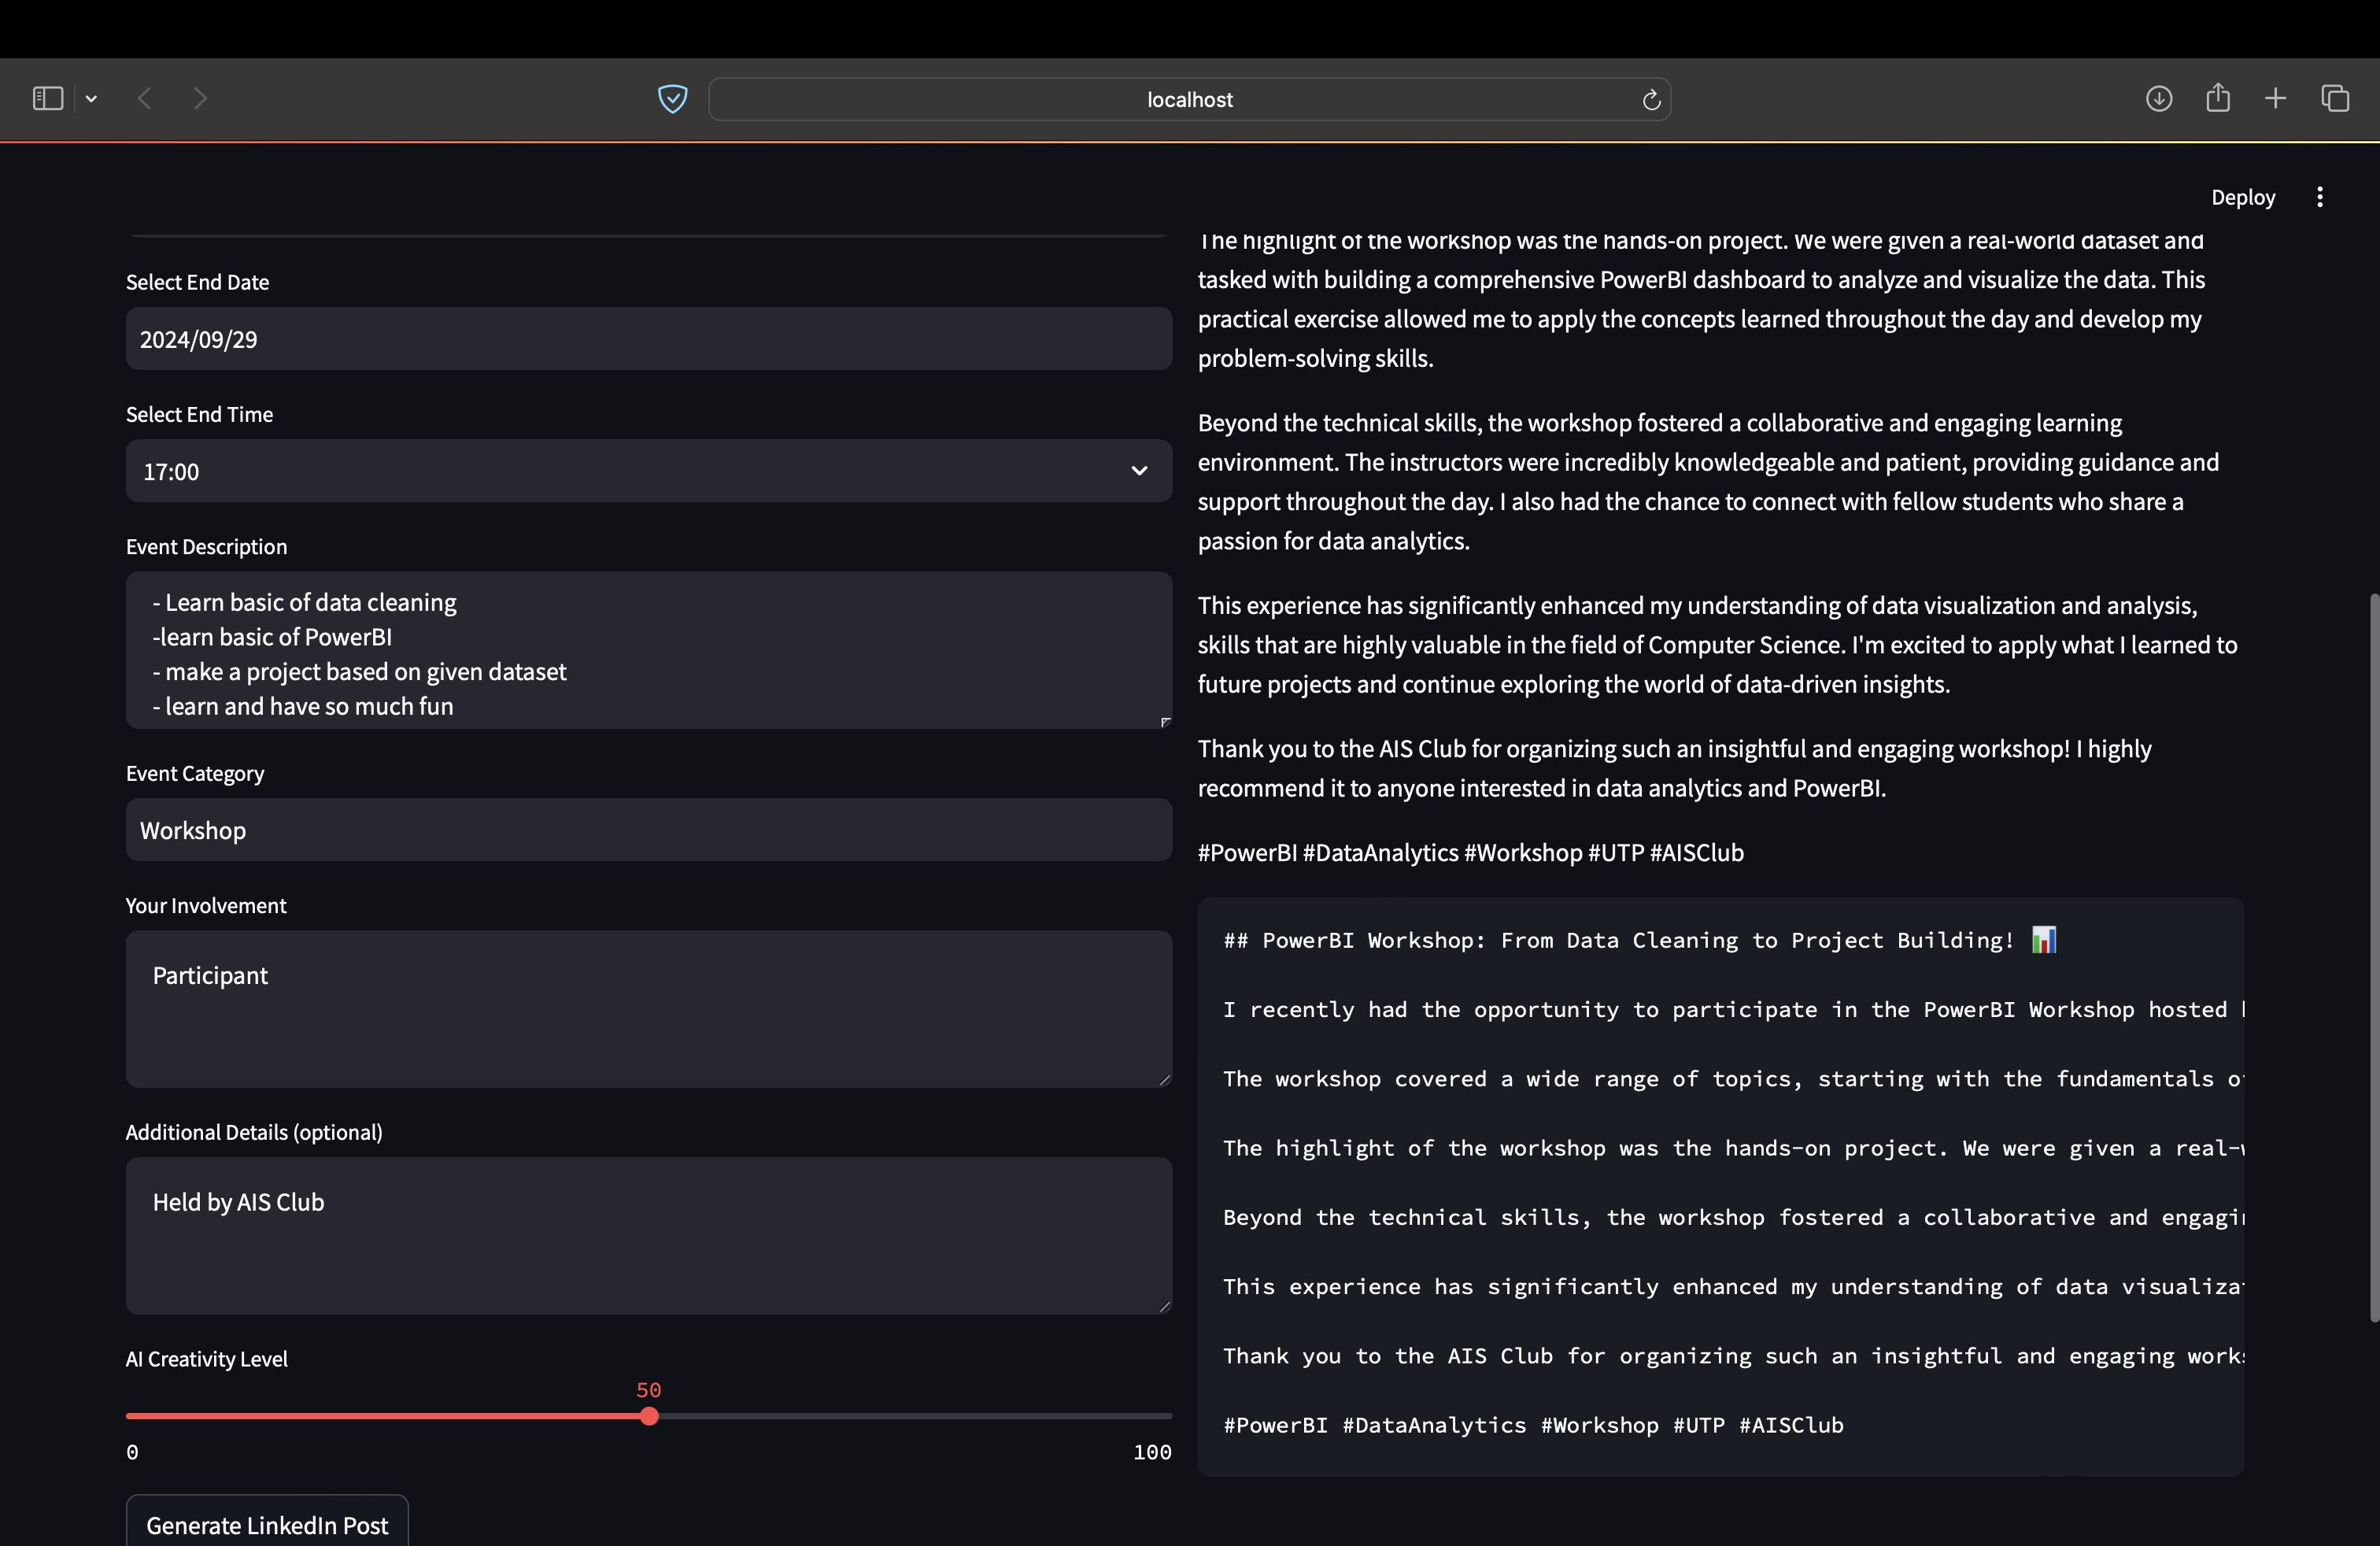 localhost
Deploy
Select End Date
2024/09/29
Select End Time
17:00
Event Description
- Learn basic of data cleaning
-learn basic of PowerBI
- make a project based on given dataset
- learn and have so much fun
Event Category
Workshop
Your Involvement
Participant
Additional Details (optional)
Held by AIS Club
AI Creativity Level
50
0
100
Generate LinkedIn Post
The highlight of the workshop was the hands-on project. We were given a real-world dataset and
tasked with building a comprehensive PowerBI dashboard to analyze and visualize the data. This
practical exercise allowed me to apply the concepts learned throughout the day and develop my
problem-solving skills.
Beyond the technical skills, the workshop fostered a collaborative and engaging learning
environment. The instructors were incredibly knowledgeable and patient, providing guidance and
support throughout the day. I also had the chance to connect with fellow students who share a
passion for data analytics.
This experience has significantly enhanced my understanding of data visualization and analysis,
skills that are highly valuable in the field of Computer Science. I'm excited to apply what I learned to
future projects and continue exploring the world of data-driven insights.
Thank you to the AIS Club for organizing such an insightful and engaging workshop! I highly
recommend it to anyone interested in data analytics and PowerBI.
#PowerBI #DataAnalytics #Workshop #UTP #AISClub
## PowerBI Workshop: From Data Cleaning to Project Building! 📊
I recently had the opportunity to participate in the PowerBI Workshop hosted
The workshop covered a wide range of topics, starting with the fundamentals
The highlight of the workshop was the hands-on project. We were given a real-
Beyond the technical skills, the workshop fostered a collaborative and
This experience has significantly enhanced my understanding of data
Thank you to the AIS Club for organizing such an insightful and engaging
#PowerBI #DataAnalytics #Workshop #UTP #AISClub